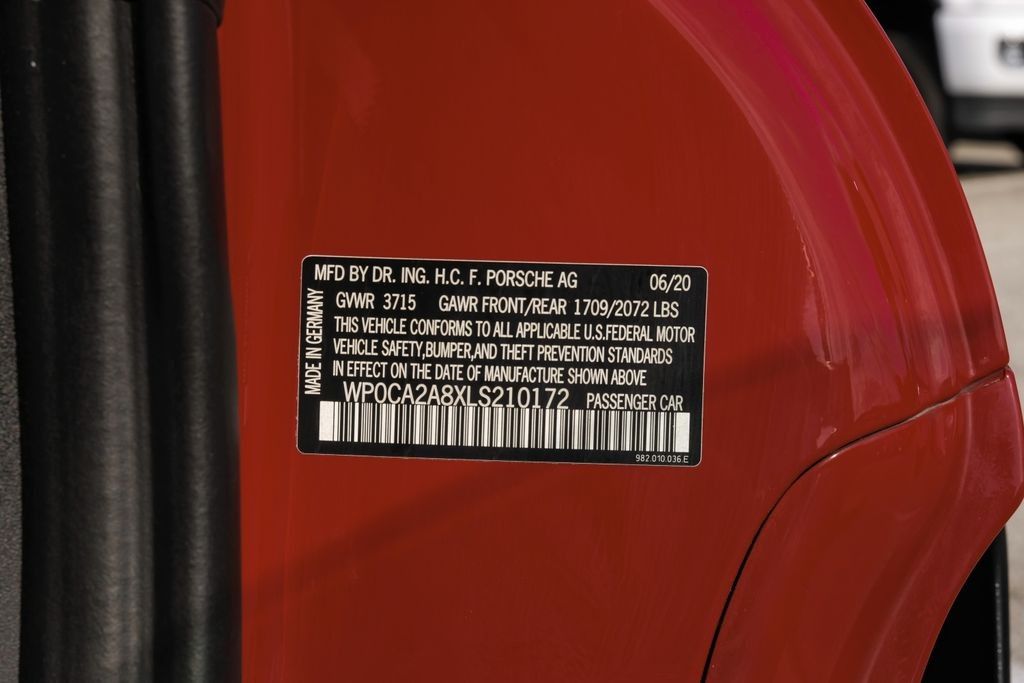 MFD BY DR. ING. H.C. F. PORSCHE AG 06/20
GVWR 3715 GAWR FRONT/REAR 1709/2072 LBS
THIS VEHICLE CONFORMS TO ALL APPLICABLE U.S.FEDERAL MOTOR
VEHICLE SAFETY,BUMPER,AND THEFT PREVENTION STANDARDS
IN EFFECT ON THE DATE OF MANUFACTURE SHOWN ABOVE
WP0CA2A8XLS210172 PASSENGER CAR
982.010.036.E
MADE IN GERMANY